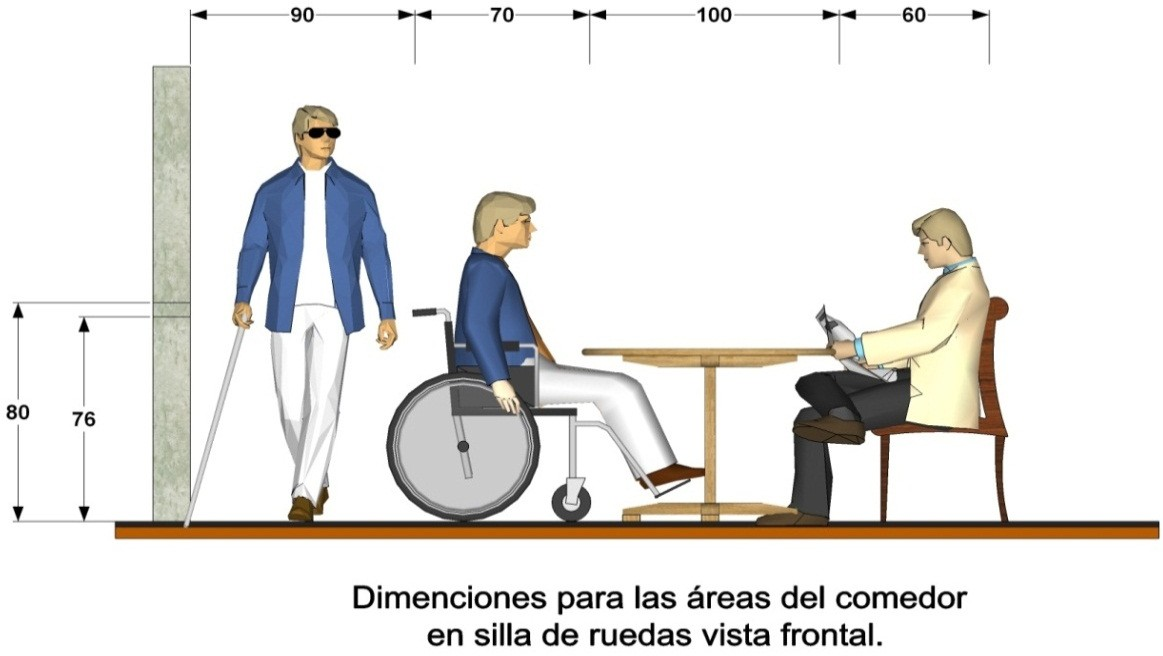 90 70 100 60
80
76
Dimenciones para las áreas del comedor
en silla de ruedas vista frontal.